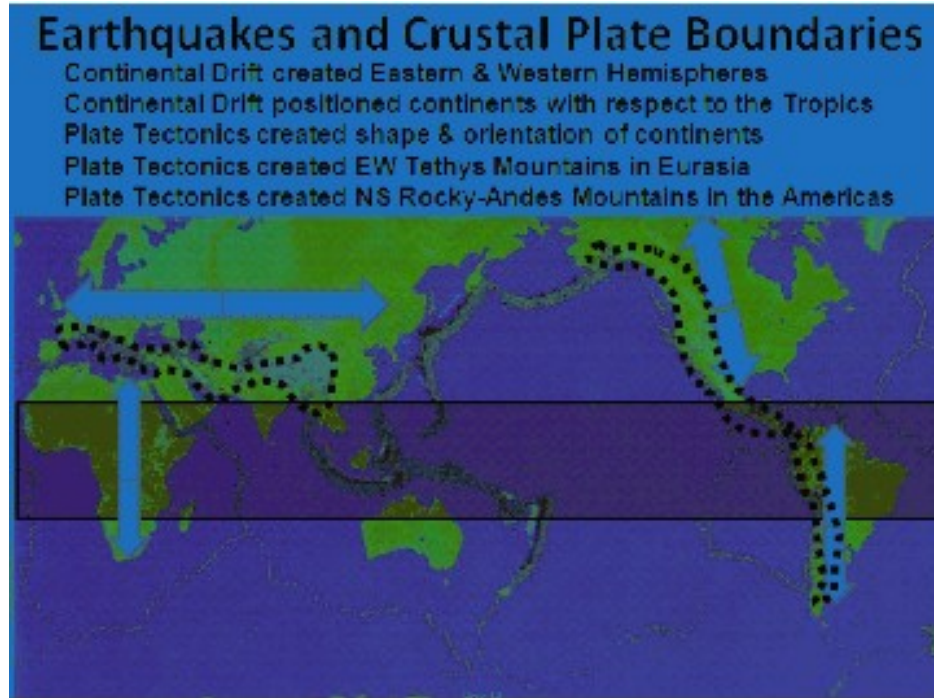 Earthquakes and Crustal Plate Boundaries
Continental Drift created Eastern & Western Hemispheres
Continental Drift positioned continents with respect to the Tropics
Plate Tectonics created shape & orientation of continents
Plate Tectonics created EW Tethys Mountains in Eurasia
Plate Tectonics created NS Rocky-Andes Mountains in the Americas